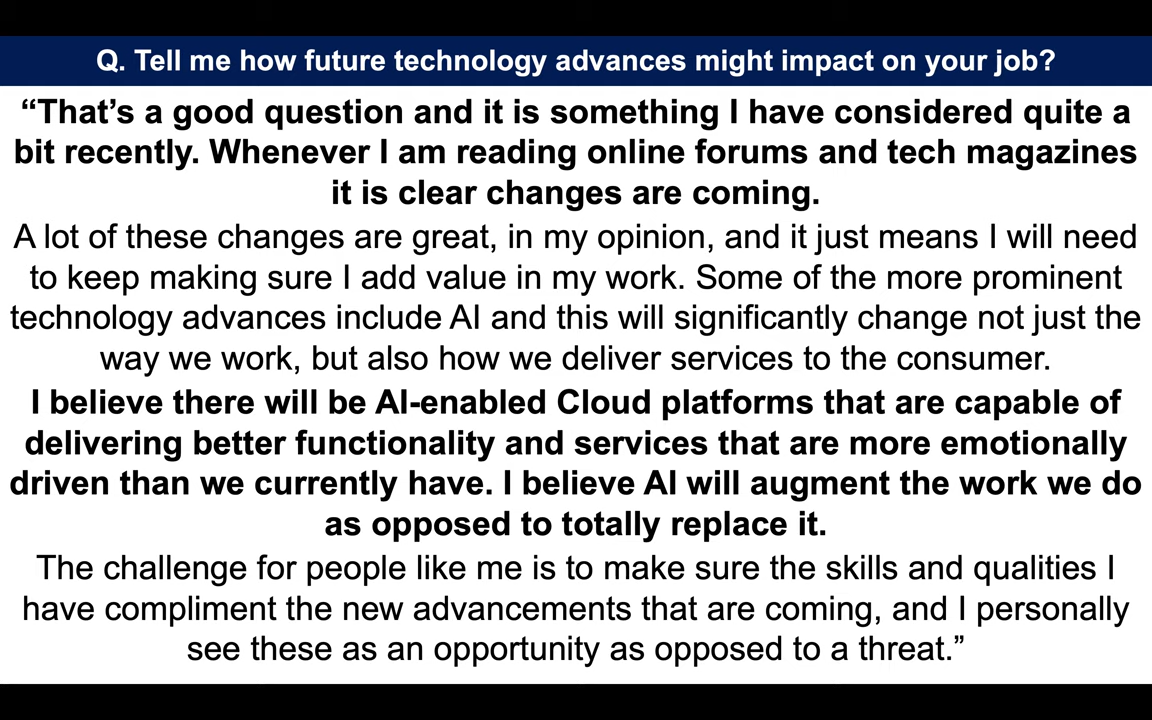 Q. Tell me how future technology advances might impact on your job?
“That’s a good question and it is something I have considered quite a
bit recently. Whenever I am reading online forums and tech magazines
it is clear changes are coming.
A lot of these changes are great, in my opinion, and it just means I will need
to keep making sure I add value in my work. Some of the more prominent
technology advances include AI and this will significantly change not just the
way we work, but also how we deliver services to the consumer.
I believe there will be AI-enabled Cloud platforms that are capable of
delivering better functionality and services that are more emotionally
driven than we currently have. I believe AI will augment the work we do
as opposed to totally replace it.
The challenge for people like me is to make sure the skills and qualities I
have compliment the new advancements that are coming, and I personally
see these as an opportunity as opposed to a threat.”